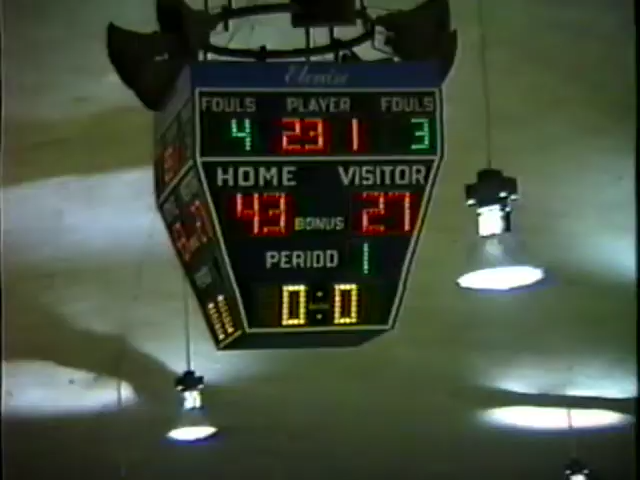 FOULS PLAYER FOULS
4 23 1 3
HOME VISITOR
43 BONUS 27
PERIOD 1
0:0